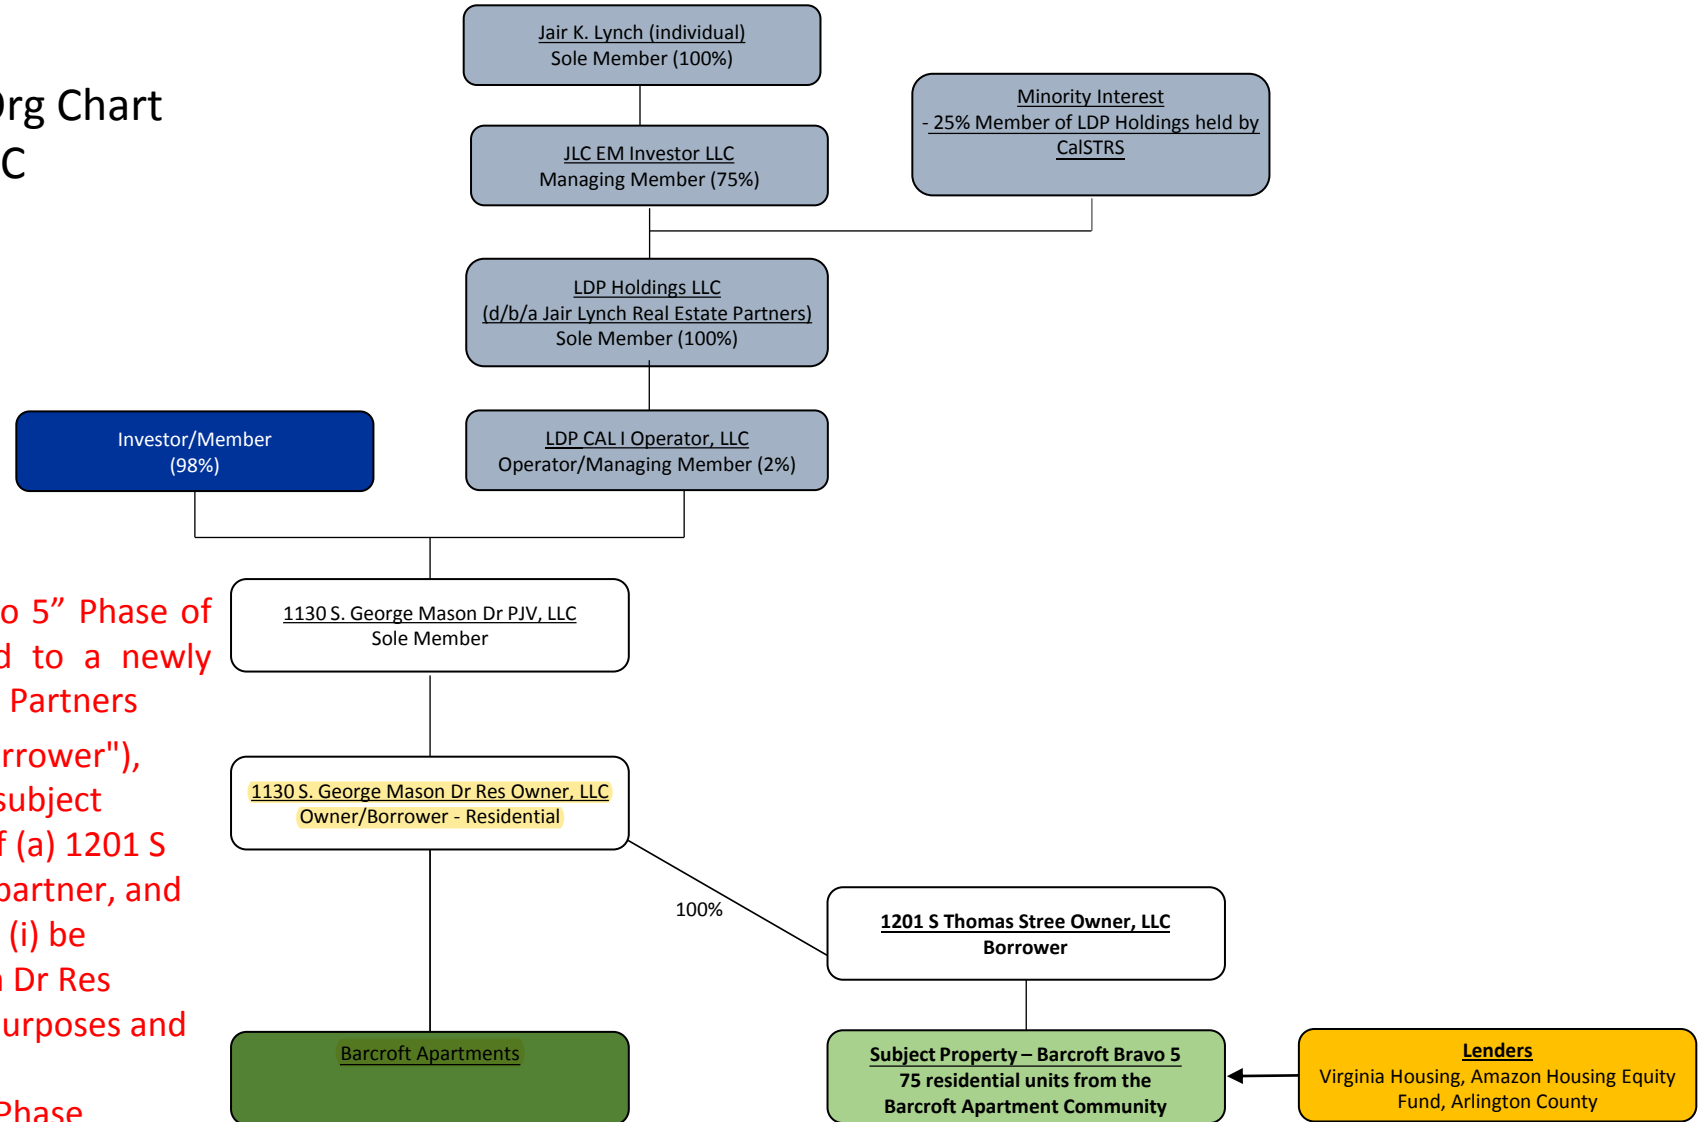 Jair K. Lynch (individual)
Sole Member (100%)
Org Chart
C
Minority Interest
- 25% Member of LDP Holdings held by
CalSTRS
JLC EM Investor LLC
Managing Member (75%)
LDP Holdings LLC
(d/b/a Jair Lynch Real Estate Partners)
Sole Member (100%)
Investor/Member
(98%)
LDP CAL I Operator, LLC
Operator/Managing Member (2%)
o 5” Phase of
d to a newly
Partners
rrower"),
subject
f (a) 1201 S
partner, and
(i) be
n Dr Res
purposes and
Phase
1130 S. George Mason Dr PJV, LLC
Sole Member
1130 S. George Mason Dr Res Owner, LLC
Owner/Borrower - Residential
100%
1201 S Thomas Stree Owner, LLC
Borrower
Barcroft Apartments
Subject Property – Barcroft Bravo 5
75 residential units from the
Barcroft Apartment Community
Lenders
Virginia Housing, Amazon Housing Equity
Fund, Arlington County